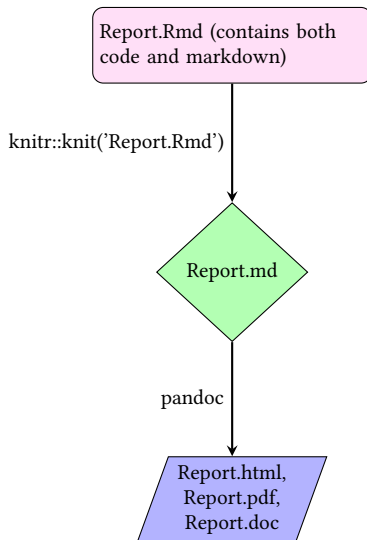 Report.Rmd (contains both
code and markdown)
knitr::knit('Report.Rmd')
Report.md
pandoc
Report.html,
Report.pdf,
Report.doc